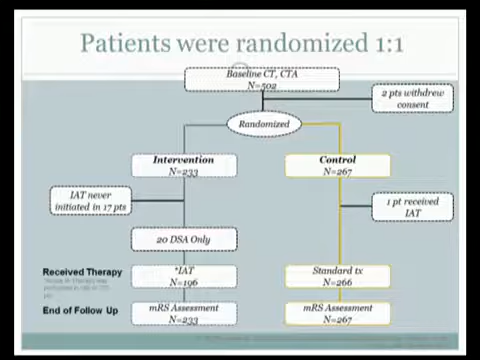 Patients were randomized 1:1
Baseline CT, CTA
N=502
2 pts withdrew
consent
Randomized
Intervention
N=233
Control
N=267
IAT never
initiated in 17 pts
1 pt received
IAT
20 DSA Only
Received Therapy
*IAT
N=196
Standard tx
N=266
End of Follow Up
mRS Assessment
N=233
mRS Assessment
N=267